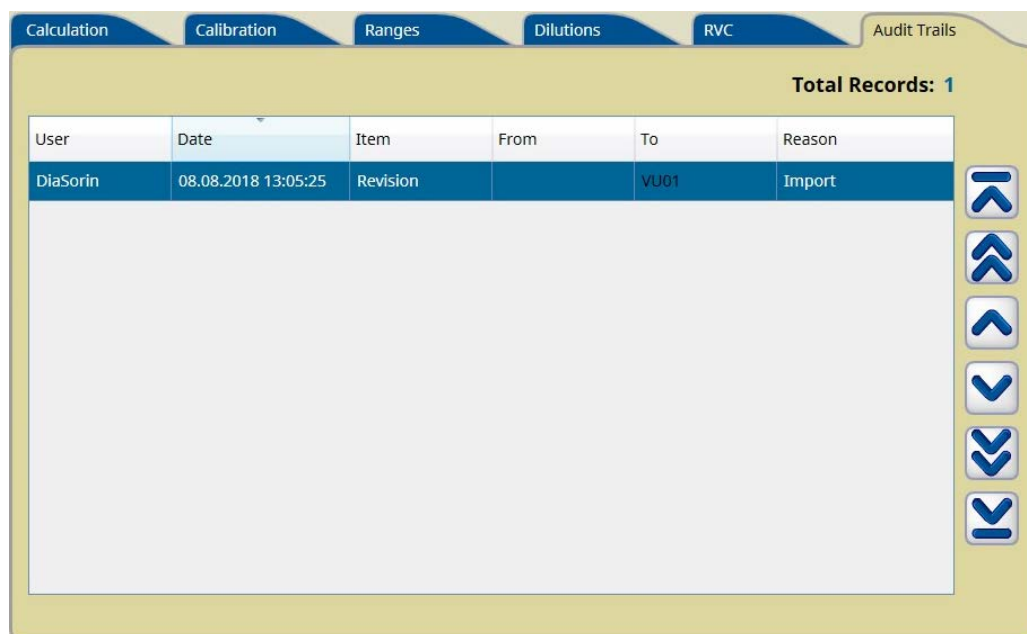 Calculation Calibration Ranges Dilutions RVC Audit Trails
Total Records: 1
User Date Item From To Reason
DiaSorin 08.08.2018 13:05:25 Revision VU01 Import